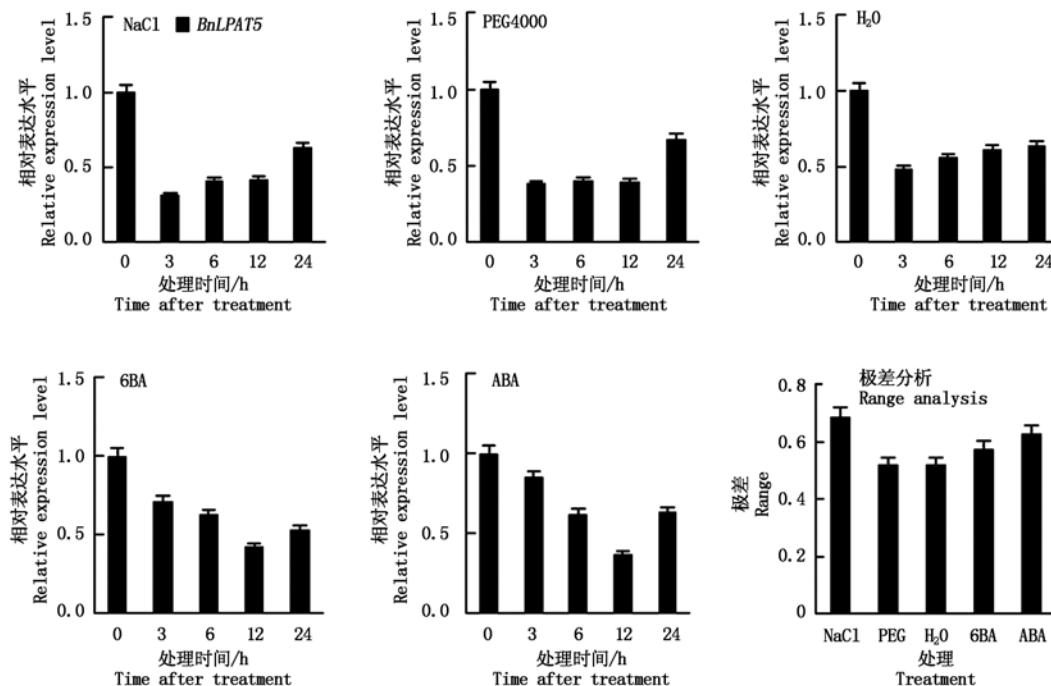 NaCl BnLPAT5
相对表达水平
Relative expression level
1.5
1.0
0.5
0.0
0 3 6 12 24
处理时间/h
Time after treatment
PEG4000
相对表达水平
Relative expression level
1.5
1.0
0.5
0.0
0 3 6 12 24
处理时间/h
Time after treatment
H₂O
相对表达水平
Relative expression level
1.5
1.0
0.5
0.0
0 3 6 12 24
处理时间/h
Time after treatment
6BA
相对表达水平
Relative expression level
1.5
1.0
0.5
0.0
0 3 6 12 24
处理时间/h
Time after treatment
ABA
相对表达水平
Relative expression level
1.5
1.0
0.5
0.0
0 3 6 12 24
处理时间/h
Time after treatment
极差分析
Range analysis
极差
Range
0.8
0.6
0.4
0.2
0
NaCl PEG H₂O 6BA ABA
处理
Treatment